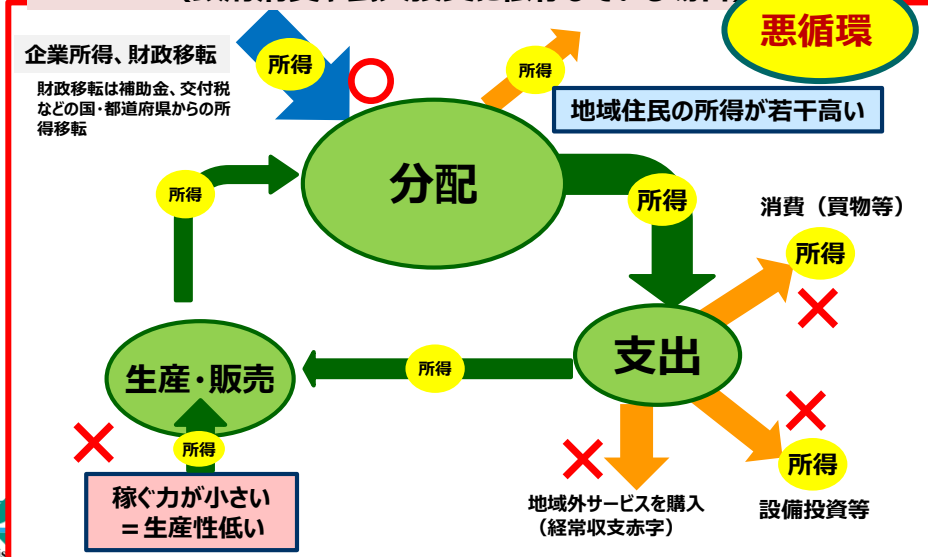 悪循環
企業所得、財政移転
財政移転は補助金、交付税
などの国・都道府県からの所
得移転
所得
所得
地域住民の所得が若干高い
分配
所得
所得
消費（買物等）
所得
支出
生産・販売
所得
所得
稼ぐ力が小さい
＝生産性低い
地域外サービスを購入
（経常収支赤字）
所得
設備投資等